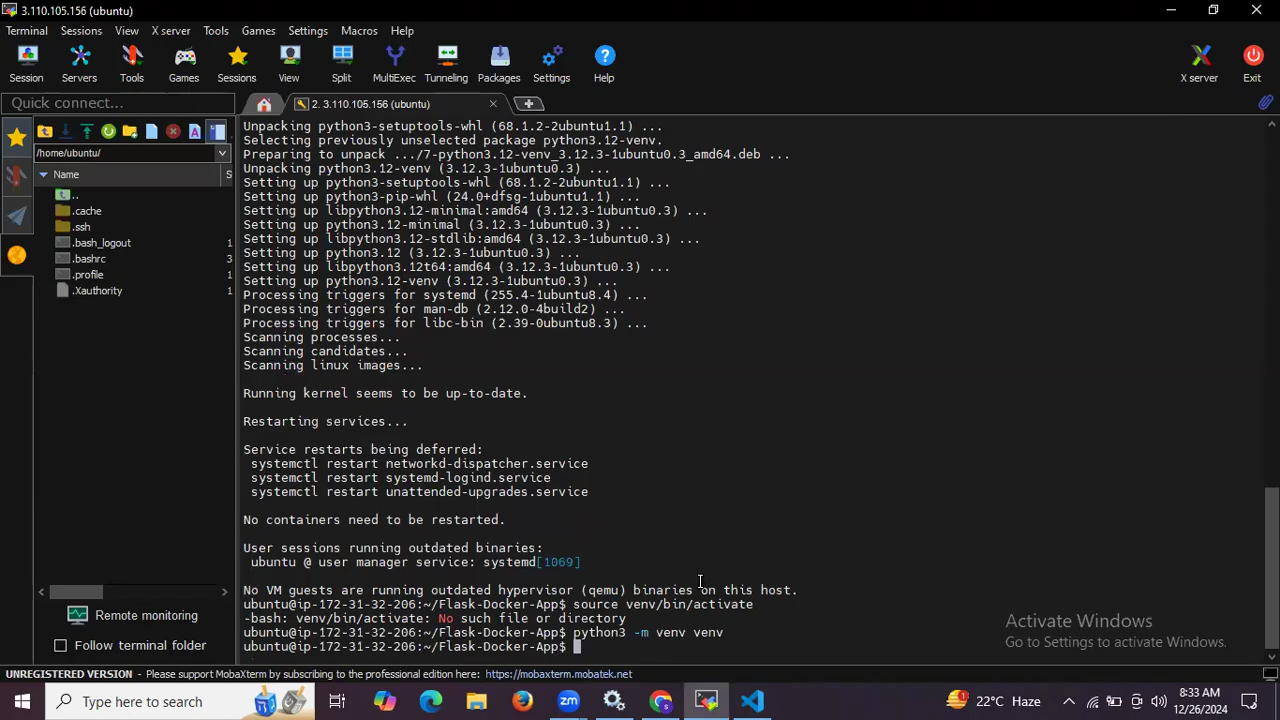 3.110.105.156 (ubuntu)
Terminal Sessions View X server Tools Games Settings Macros Help
Session Servers Tools Games Sessions View Split MultiExec Tunneling Packages Settings Help X server Exit
Quick connect...
2. 3.110.105.156 (ubuntu)
/home/ubuntu/
Name S
..
.cache
.ssh
.bash_logout 1
.bashrc 3
.profile 1
.Xauthority 1
Unpacking python3-setuptools-whl (68.1.2-2ubuntu1.1) ...
Selecting previously unselected package python3.12-venv.
Preparing to unpack .../7-python3.12-venv_3.12.3-1ubuntu0.3_amd64.deb ...
Unpacking python3.12-venv (3.12.3-1ubuntu0.3) ...
Setting up python3-setuptools-whl (68.1.2-2ubuntu1.1) ...
Setting up python3-pip-whl (24.0+dfsg-1ubuntu1.1) ...
Setting up libpython3.12-minimal:amd64 (3.12.3-1ubuntu0.3) ...
Setting up python3.12-minimal (3.12.3-1ubuntu0.3) ...
Setting up libpython3.12-stdlib:amd64 (3.12.3-1ubuntu0.3) ...
Setting up python3.12 (3.12.3-1ubuntu0.3) ...
Setting up libpython3.12t64:amd64 (3.12.3-1ubuntu0.3) ...
Setting up python3.12-venv (3.12.3-1ubuntu0.3) ...
Processing triggers for systemd (255.4-1ubuntu8.4) ...
Processing triggers for man-db (2.12.0-4build2) ...
Processing triggers for libc-bin (2.39-0ubuntu8.3) ...
Scanning processes...
Scanning candidates...
Scanning linux images...
Running kernel seems to be up-to-date.
Restarting services...
Service restarts being deferred:
systemctl restart networkd-dispatcher.service
systemctl restart systemd-logind.service
systemctl restart unattended-upgrades.service
No containers need to be restarted.
User sessions running outdated binaries:
ubuntu @ user manager service: systemd[1069]
No VM guests are running outdated hypervisor (qemu) binaries on this host.
ubuntu@ip-172-31-32-206:~/Flask-Docker-App$ source venv/bin/activate
-bash: venv/bin/activate: No such file or directory
ubuntu@ip-172-31-32-206:~/Flask-Docker-App$ python3 -m venv venv
ubuntu@ip-172-31-32-206:~/Flask-Docker-App$
Remote monitoring
Follow terminal folder
Activate Windows
Go to Settings to activate Windows.
UNREGISTERED VERSION - Please support MobaXterm by subscribing to the professional edition here: https://mobaxterm.mobatek.net
Type here to search
22°C Haze
8:33 AM
12/26/2024